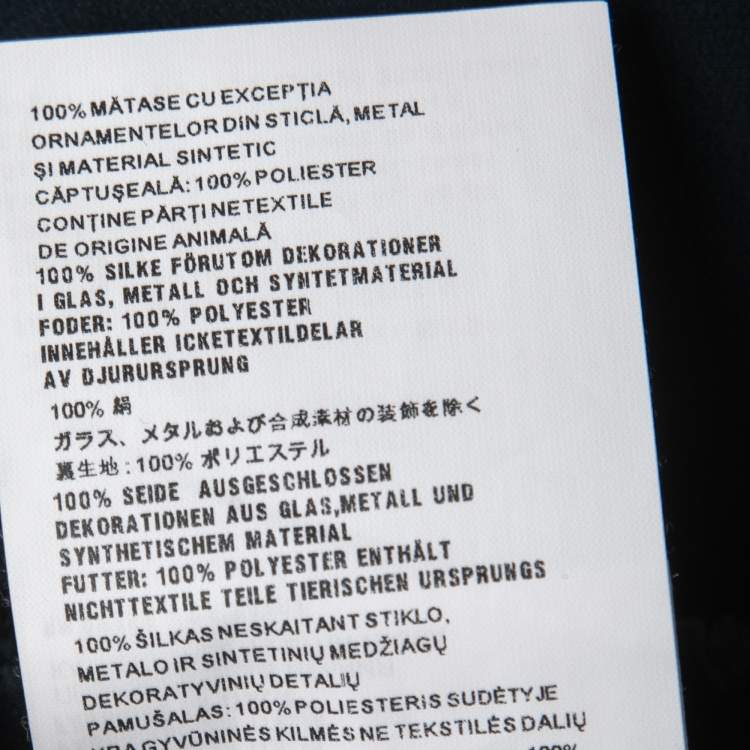 100% MĂTASE CU EXCEPȚIA
ORNAMENTELOR DIN STICLĂ, METAL
ȘI MATERIAL SINTETIC
CĂPTUȘEALĂ: 100% POLIESTER
CONȚINE PĂRȚI NETEXTILE
DE ORIGINE ANIMALĂ
100% SILKE FÖRUTOM DEKORATIONER
I GLAS, METALL OCH SYNTETMATERIAL
FODER: 100% POLYESTER
INNEHÅLLER ICKETEXTILDELAR
AV DJURURSPRUNG
100% 絹
ガラス、メタルおよび合成素材の装飾を除く
裏生地:100% ポリエステル
100% SEIDE AUSGESCHLOSSEN
DEKORATIONEN AUS GLAS,METALL UND
SYNTHETISCHEM MATERIAL
FUTTER: 100% POLYESTER ENTHÄLT
NICHTTEXTILE TEILE TIERISCHEN URSPRUNGS
100% ŠILKAS NESKAITANT STIKLO,
METALO IR SINTETINIŲ MEDŽIAGŲ
DEKORATYVINIŲ DETALIŲ
PAMUŠALAS: 100% POLIESTERIS SUDĖTYJE
YRA GYVŪNINĖS KILMĖS NE TEKSTILĖS DALIŲ
100%